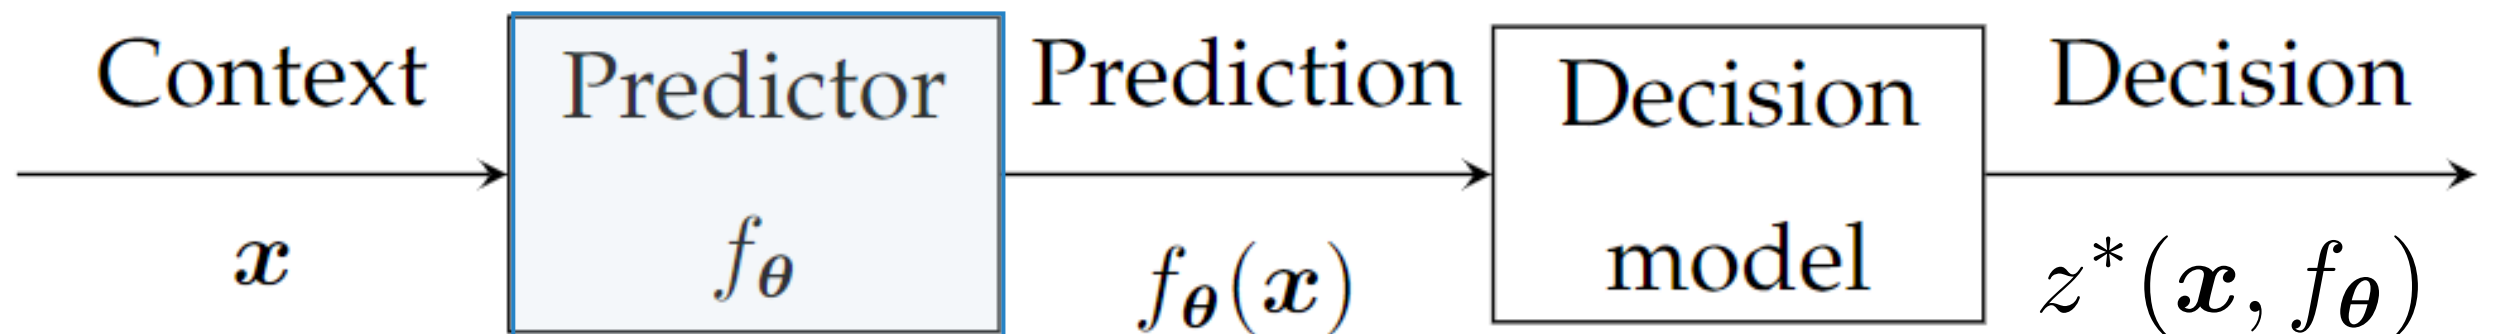 Context
x
Predictor
f_θ
Prediction
f_θ(x)
Decision
model
Decision
z*(x, f_θ)